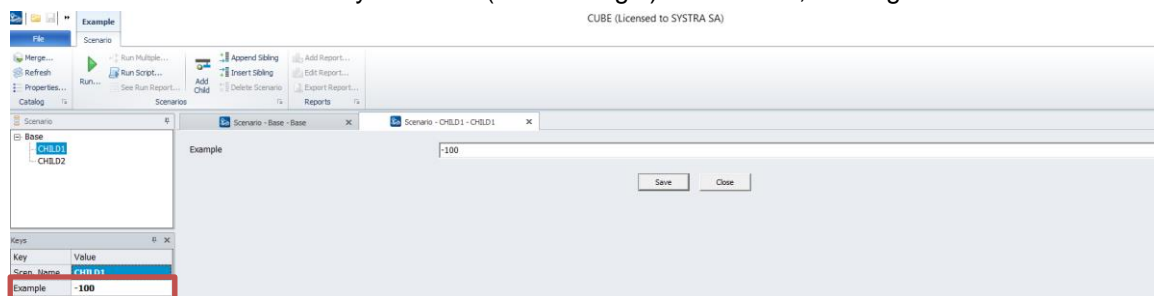 Example
CUBE (Licensed to SYSTRA SA)
File
Scenario
Merge...
Refresh
Properties...
Catalog
Run...
Run Multiple...
Run Script...
See Run Report...
Scenarios
Add Child
Append Sibling
Insert Sibling
Delete Scenario
Add Report...
Edit Report...
Export Report...
Reports
Scenario
Scenario - Base - Base
Scenario - CHILD1 - CHILD1
Base
CHILD1
CHILD2
Example
-100
Save
Close
Keys
Key Value
Scen. Name CHILD1
Example -100